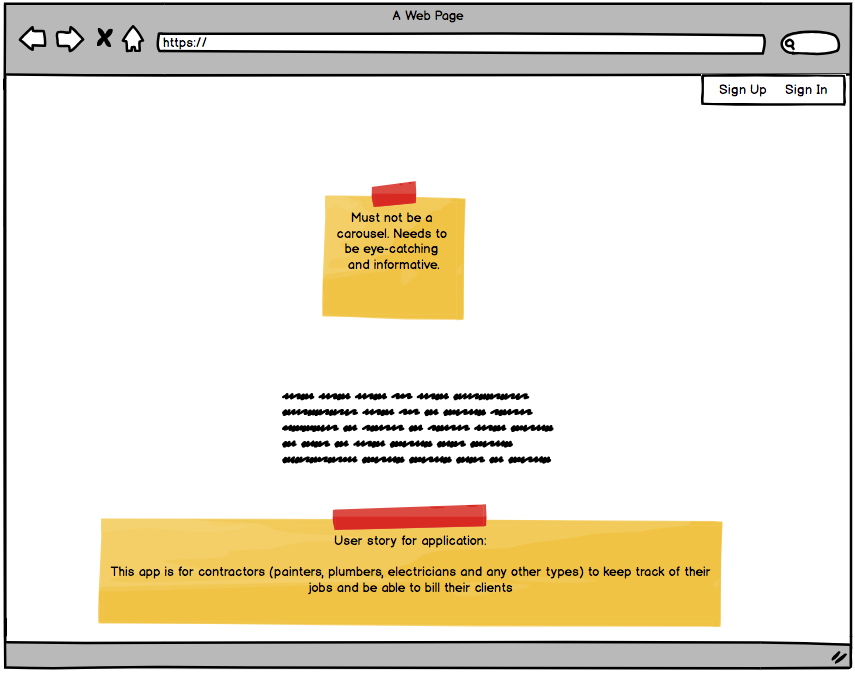 A Web Page
https://
Sign Up Sign In
Must not be a
carousel. Needs to
be eye-catching
and informative.
User story for application:
This app is for contractors (painters, plumbers, electricians and any other types) to keep track of their
jobs and be able to bill their clients